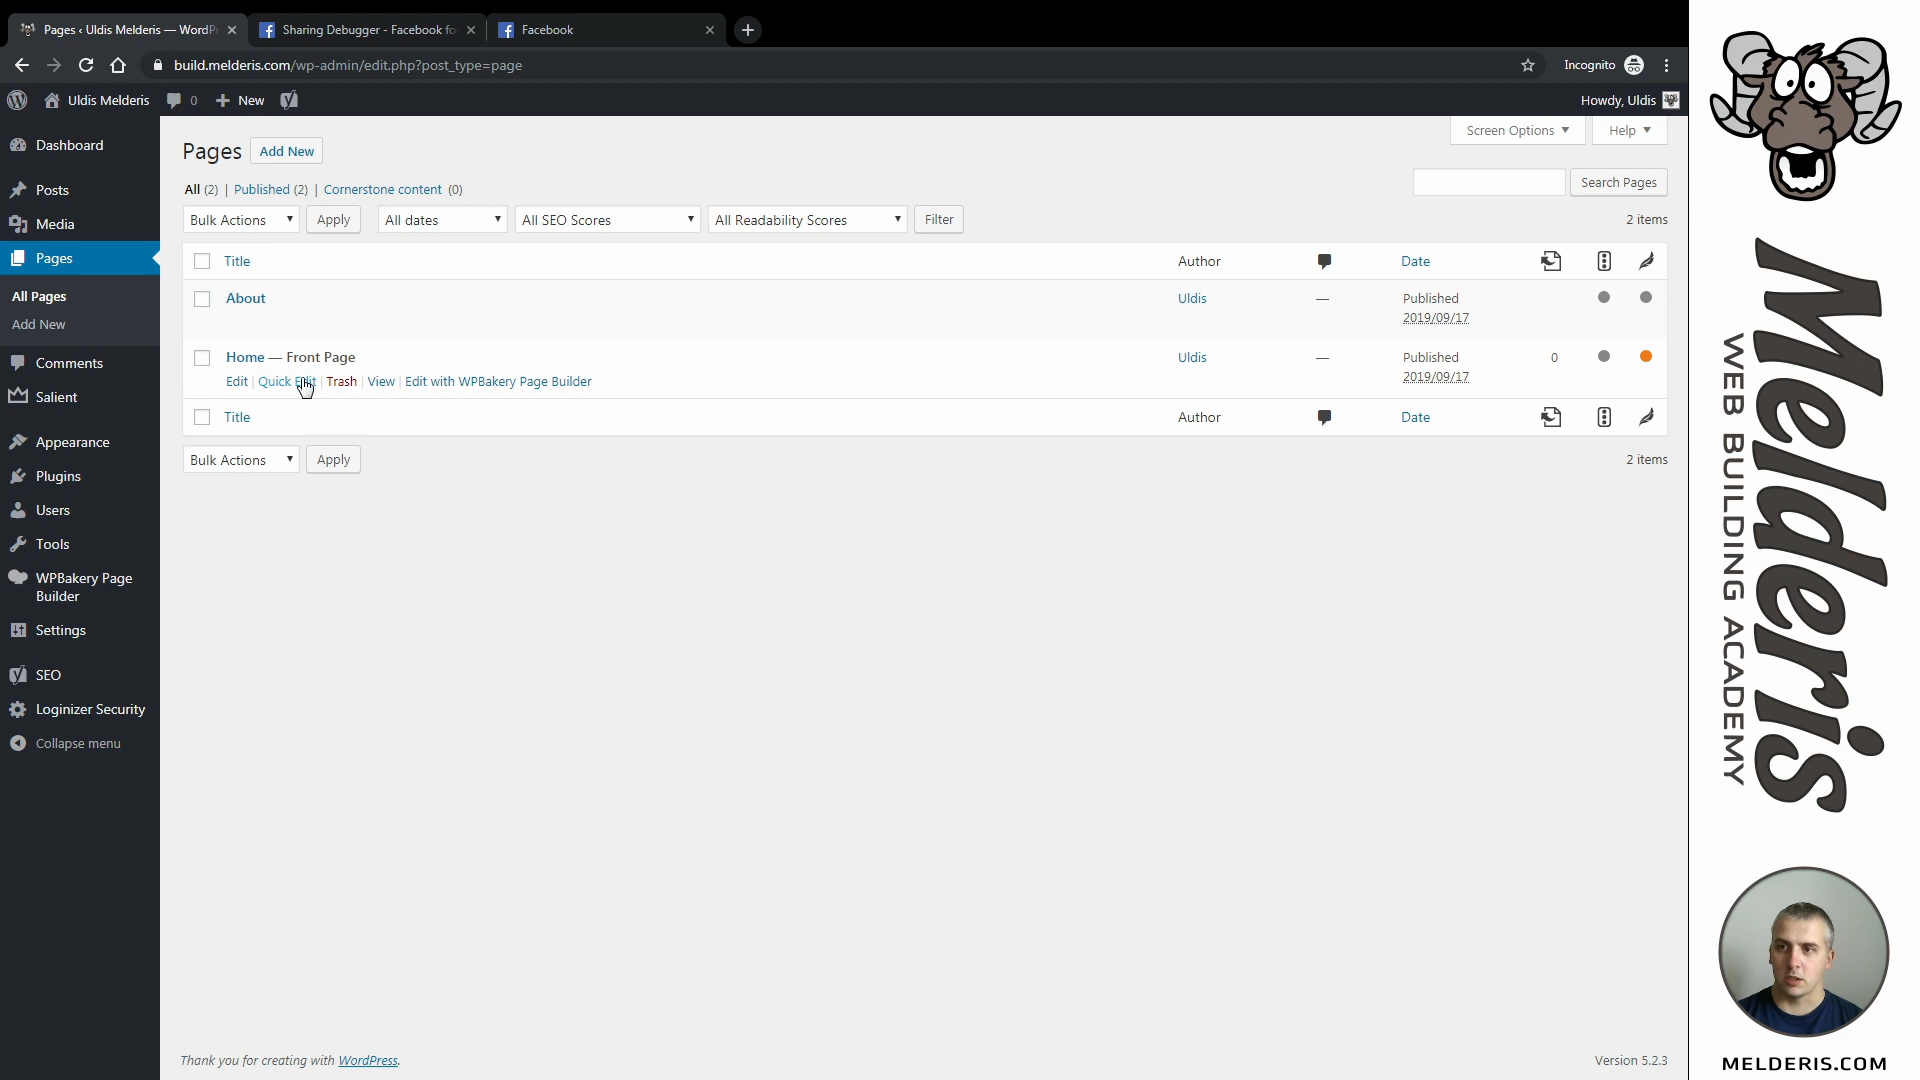 Pages ‹ Uldis Melderis — WordPr
Sharing Debugger - Facebook fo
Facebook
build.melderis.com/wp-admin/edit.php?post_type=page
Incognito
Uldis Melderis
0
New
Howdy, Uldis
Dashboard
Posts
Media
Pages
All Pages
Add New
Comments
Salient
Appearance
Plugins
Users
Tools
WPBakery Page
Builder
Settings
SEO
Loginizer Security
Collapse menu
Screen Options
Help
Pages
Add New
All (2) | Published (2) | Cornerstone content (0)
Search Pages
Bulk Actions
Apply
All dates
All SEO Scores
All Readability Scores
Filter
2 items
Title
Author
Date
About
Uldis
—
Published
2019/09/17
Home — Front Page
Uldis
—
Published
0
2019/09/17
Edit | Quick Edit | Trash | View | Edit with WPBakery Page Builder
Title
Author
Date
Bulk Actions
Apply
2 items
Thank you for creating with WordPress.
Version 5.2.3
Melderis
WEB BUILDING ACADEMY
MELDERIS.COM